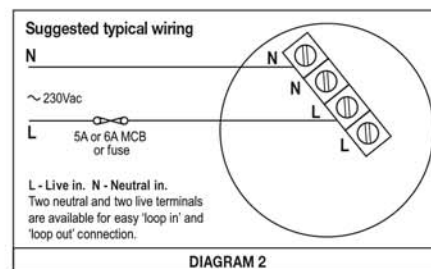 Suggested typical wiring
N
N
N
~ 230Vac
L
L
L
5A or 6A MCB
or fuse
L - Live in. N - Neutral in.
Two neutral and two live terminals
are available for easy 'loop in' and
'loop out' connection.
DIAGRAM 2